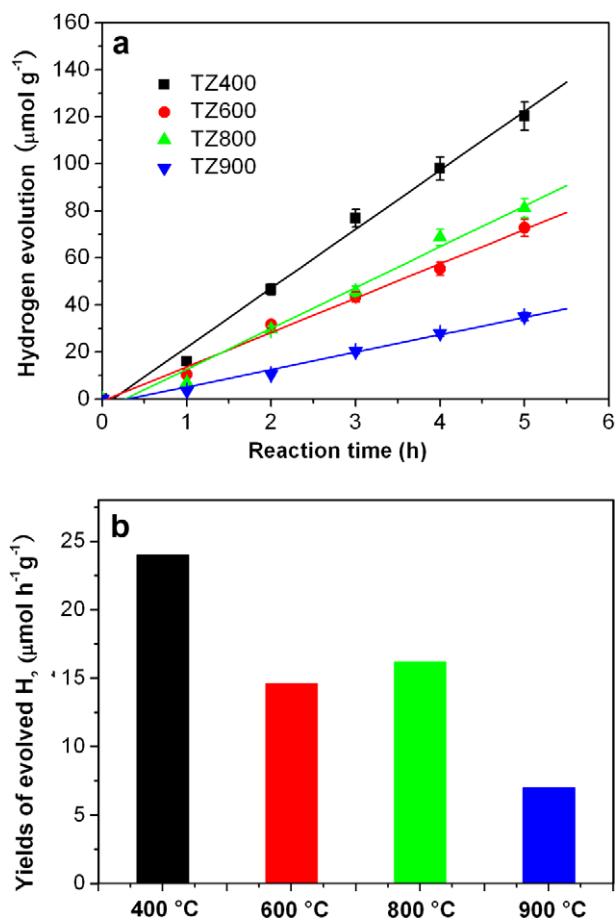 a
TZ400
TZ600
TZ800
TZ900
Hydrogen evolution (μmol g⁻¹)
160
140
120
100
80
60
40
20
0
0 1 2 3 4 5 6
Reaction time (h)
b
Yields of evolved H, (μmol h⁻¹g⁻¹)
25
20
15
10
5
0
400 °C 600 °C 800 °C 900 °C